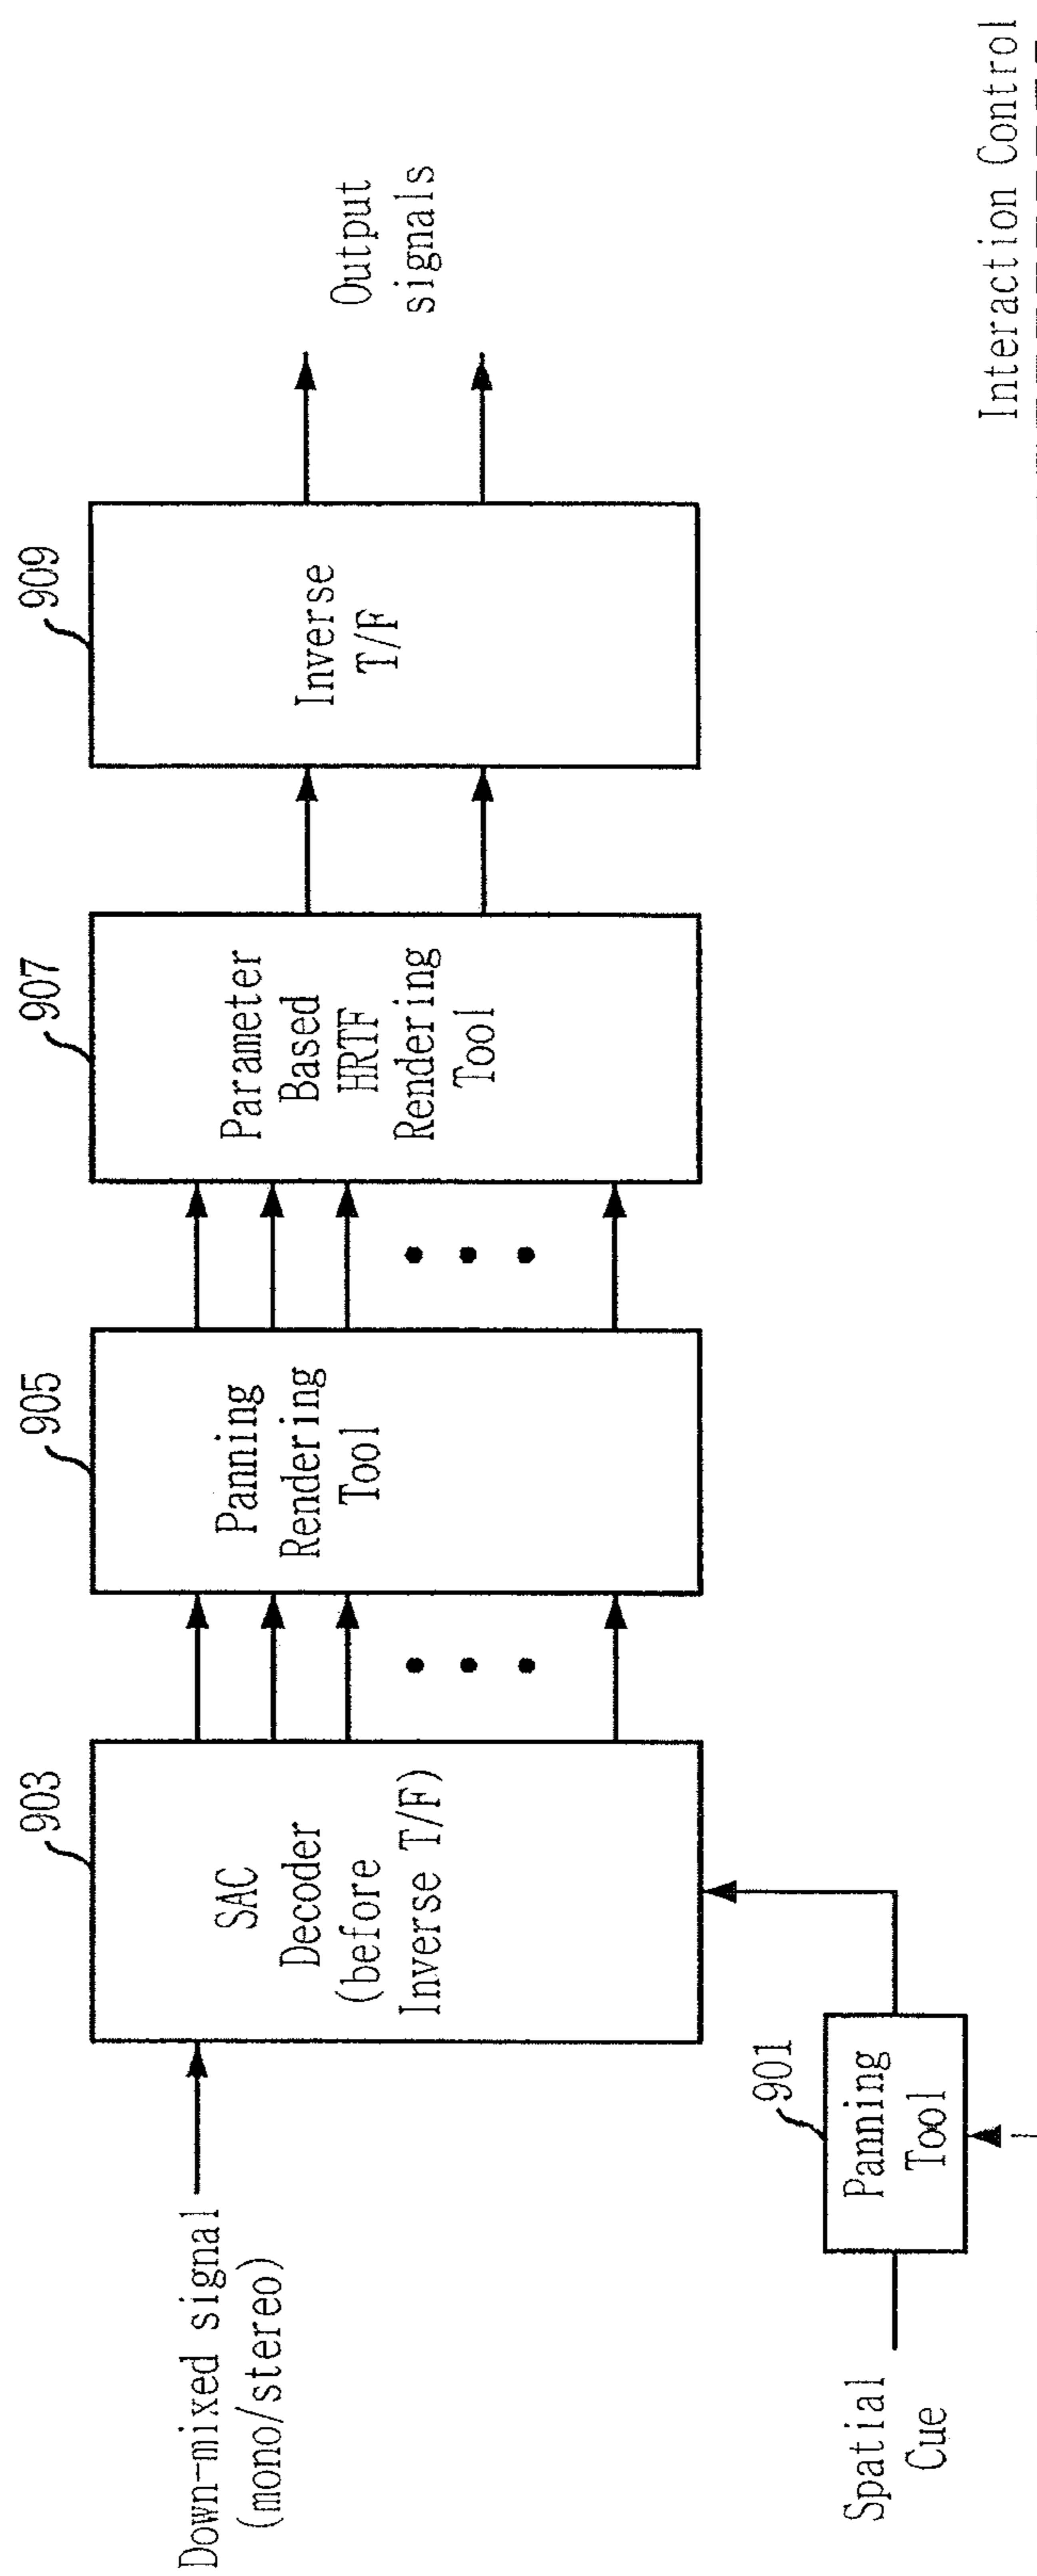 Down-mixed signal
(mono/stereo)
903
SAC
Decoder
(before
Inverse T/F)
905
Panning
Rendering
Tool
907
Parameter
Based
HRTF
Rendering
Tool
909
Inverse
T/F
Output
signals
Spatial
Cue
901
Panning
Tool
Interaction Control